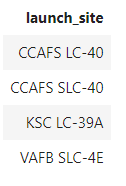 launch_site
CCAFS LC-40
CCAFS SLC-40
KSC LC-39A
VAFB SLC-4E